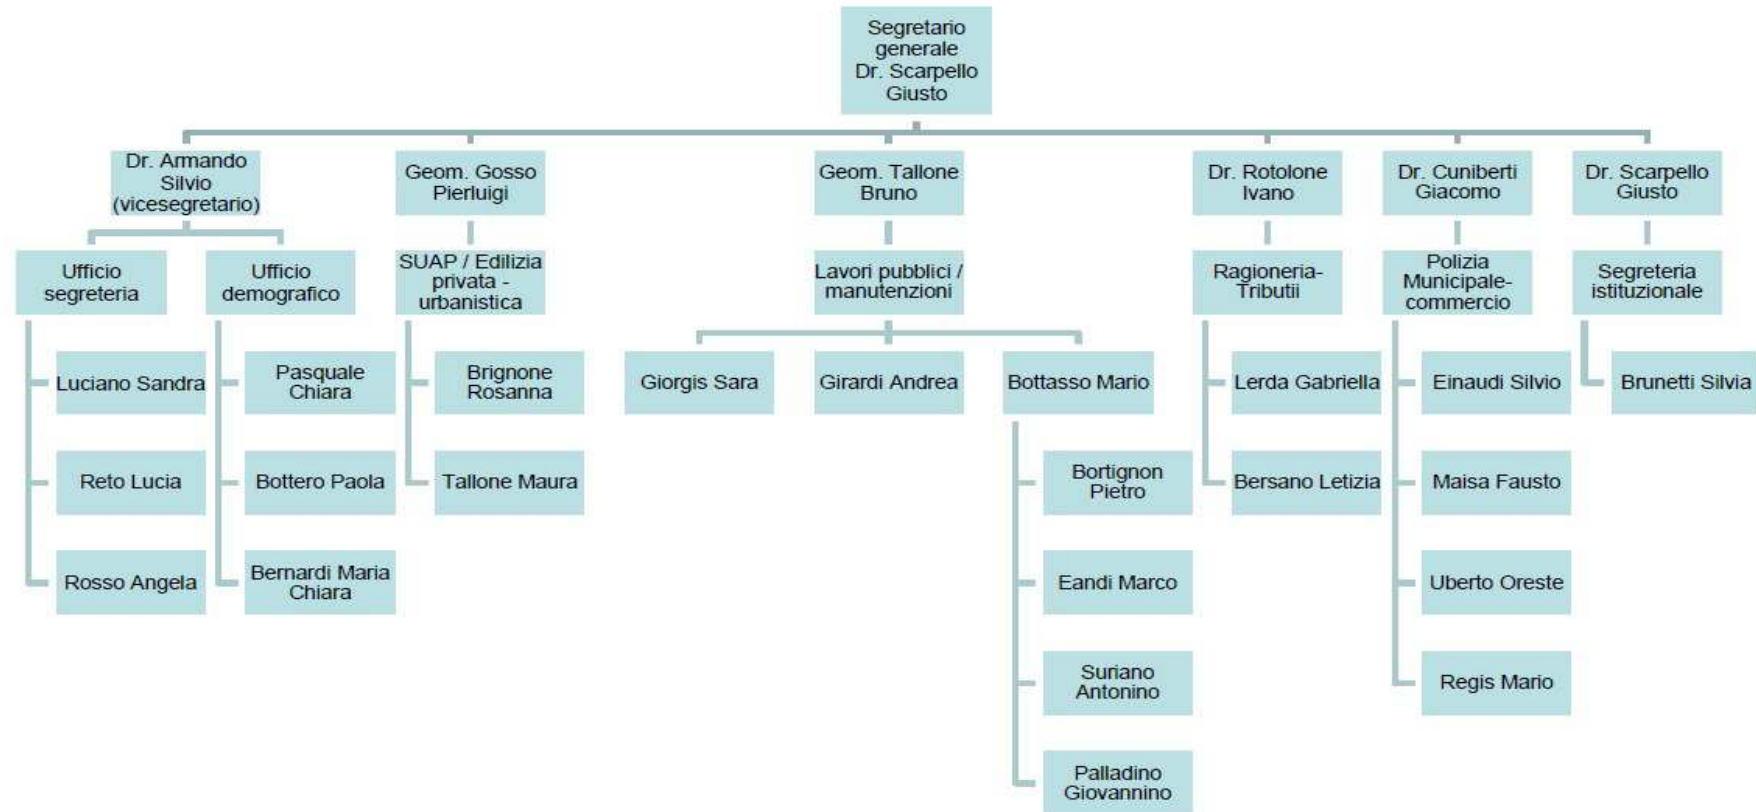 Segretario
generale
Dr. Scarpello
Giusto
Dr. Armando
Silvio
(vicesegretario)
Geom. Gosso
Pierluigi
Geom. Tallone
Bruno
Dr. Rotolone
Ivano
Dr. Cuniberti
Giacomo
Dr. Scarpello
Giusto
Ufficio
segreteria
Ufficio
demografico
SUAP / Edilizia
privata -
urbanistica
Lavori pubblici /
manutenzioni
Ragioneria-
Tributii
Polizia
Municipale-
commercio
Segreteria
istituzionale
Luciano Sandra
Pasquale
Chiara
Brignone
Rosanna
Giorgis Sara
Girardi Andrea
Bottasso Mario
Lerda Gabriella
Einaudi Silvio
Brunetti Silvia
Reto Lucia
Bottero Paola
Tallone Maura
Bortignon
Pietro
Bersano Letizia
Maisa Fausto
Rosso Angela
Bernardi Maria
Chiara
Eandi Marco
Uberto Oreste
Suriano
Antonino
Regis Mario
Palladino
Giovannino